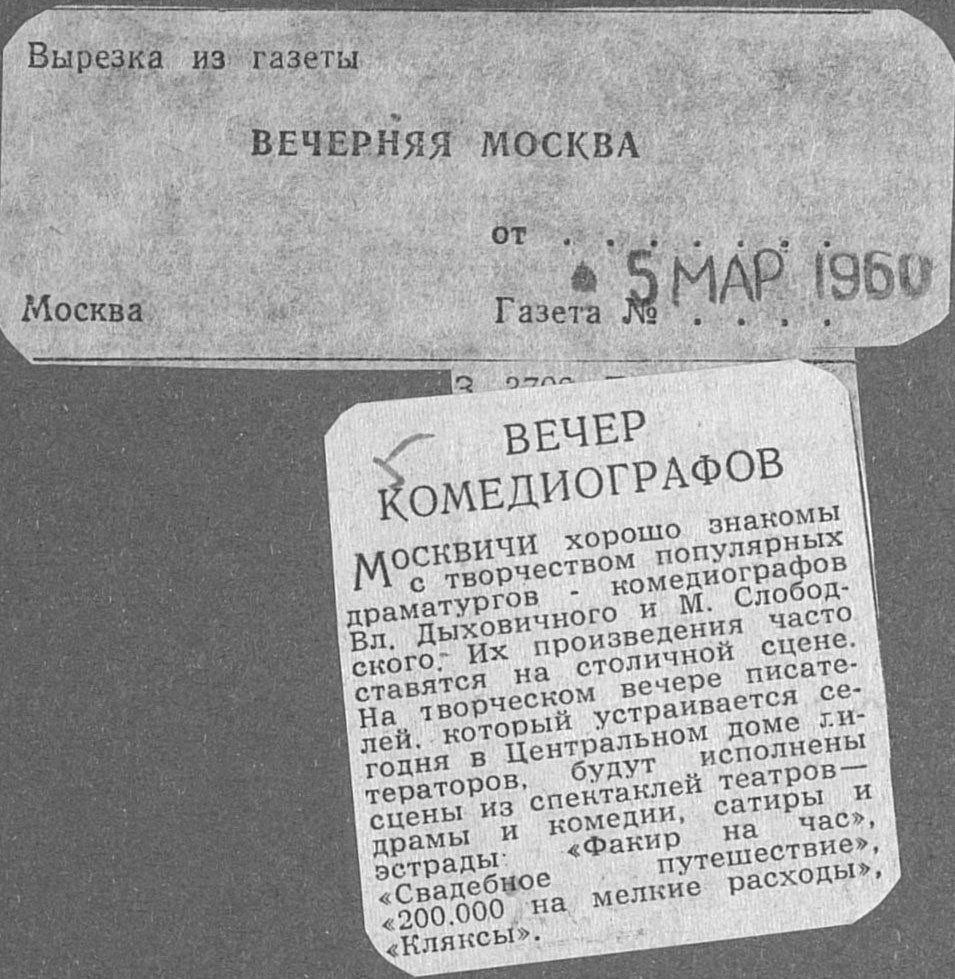 Вырезка из газеты
ВЕЧЕРНЯЯ МОСКВА
от . . . . . . .
5 МАР 1960
Москва
Газета № . . . .
ВЕЧЕР
КОМЕДИОГРАФОВ
МОСКВИЧИ хорошо знакомы
с творчеством популярных
драматургов - комедиографов
Вл. Дыховичного и М. Слобод-
ского. Их произведения часто
ставятся на столичной сцене.
На творческом вечере писате-
лей, который устраивается се-
годня в Центральном доме ли-
тераторов, будут исполнены
сцены из спектаклей театров—
драмы и комедии, сатиры и
эстрады: «Факир на час»,
«Свадебное путешествие»,
«200.000 на мелкие расходы»,
«Кляксы».